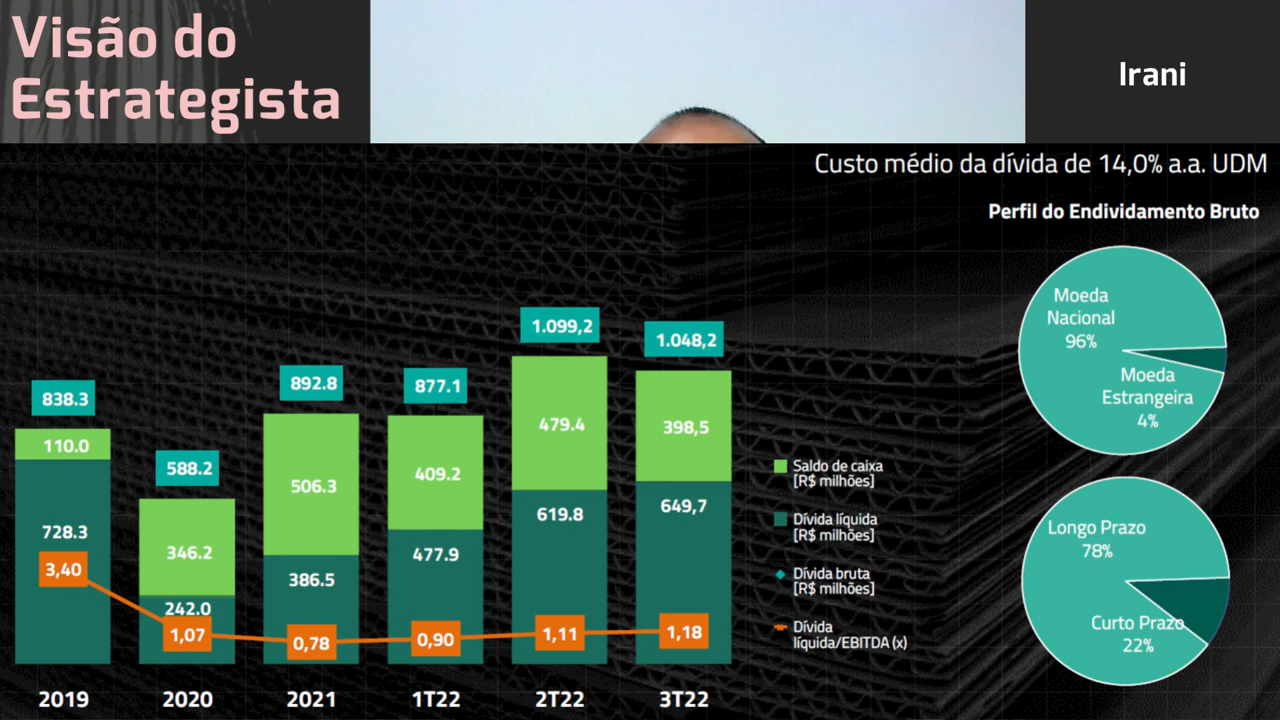 Visão do
Estrategista
Irani
Custo médio da dívida de 14,0% a.a. UDM
Perfil do Endividamento Bruto
Moeda
Nacional
96%
Moeda
Estrangeira
4%
Longo Prazo
78%
Curto Prazo
22%
838.3
110.0
728.3
3,40
588.2
346.2
242.0
1,07
892.8
506.3
386.5
0,78
877.1
409.2
477.9
0,90
1.099,2
479.4
619.8
1,11
1.048,2
398,5
649,7
1,18
Saldo de caixa
[R$ milhões]
Dívida líquida
[R$ milhões]
Dívida bruta
[R$ milhões]
Dívida
líquida/EBITDA (x)
2019
2020
2021
1T22
2T22
3T22